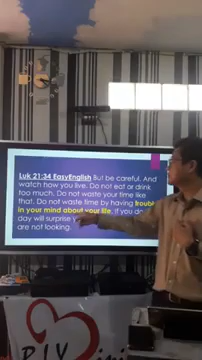 Luk 21:34 EasyEnglish But be careful. And
watch how you live. Do not eat or drink
too much. Do not waste your time like
that. Do not waste time by having trouble
in your mind about your life. if you do
day will surprise y
are not looking.